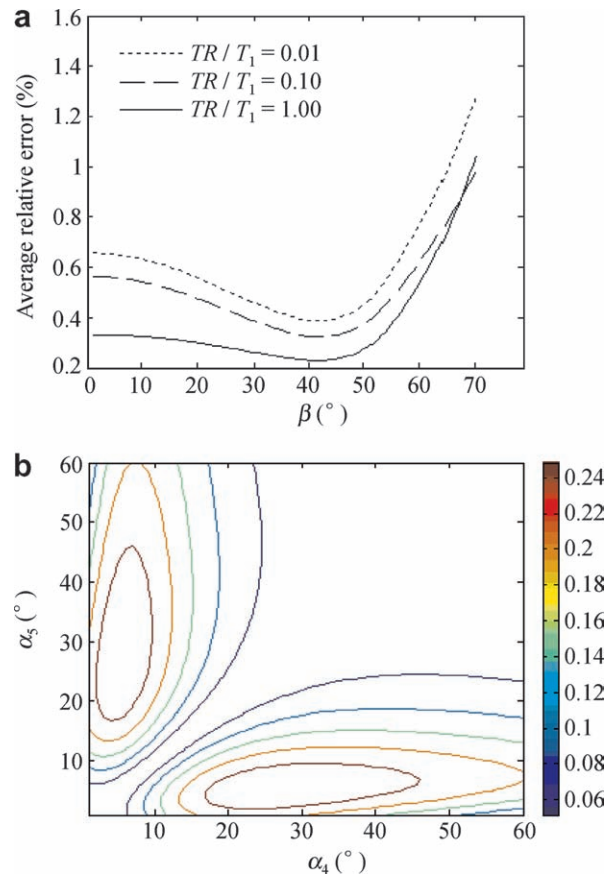 a
1.6
1.4
1.2
1
0.8
0.6
0.4
0.2
Average relative error (%)
TR / T₁ = 0.01
TR / T₁ = 0.10
TR / T₁ = 1.00
0 10 20 30 40 50 60 70
β (°)
b
60
50
40
30
20
10
α₅ (°)
10 20 30 40 50 60
α₄ (°)
0.24
0.22
0.2
0.18
0.16
0.14
0.12
0.1
0.08
0.06